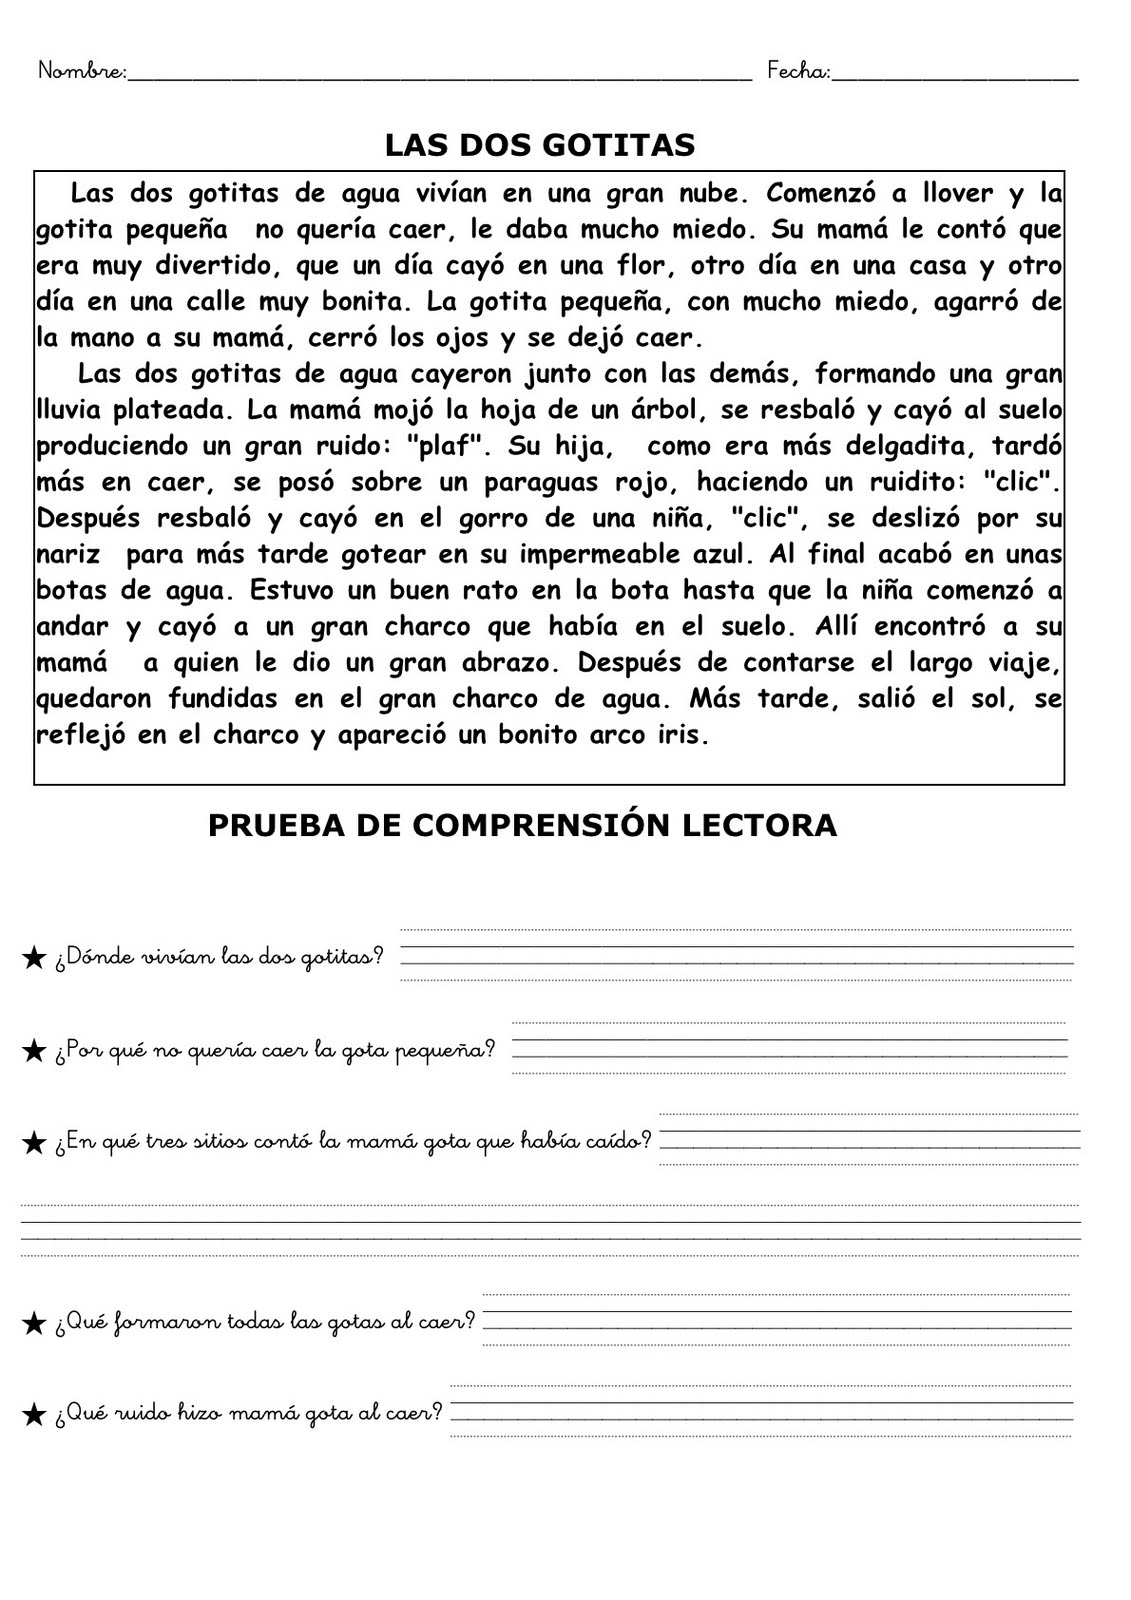 Nombre:________________________________________________ Fecha:___________________
LAS DOS GOTITAS
Las dos gotitas de agua vivían en una gran nube. Comenzó a llover y la
gotita pequeña no quería caer, le daba mucho miedo. Su mamá le contó que
era muy divertido, que un día cayó en una flor, otro día en una casa y otro
día en una calle muy bonita. La gotita pequeña, con mucho miedo, agarró de
la mano a su mamá, cerró los ojos y se dejó caer.
Las dos gotitas de agua cayeron junto con las demás, formando una gran
lluvia plateada. La mamá mojó la hoja de un árbol, se resbaló y cayó al suelo
produciendo un gran ruido: "plaf". Su hija, como era más delgadita, tardó
más en caer, se posó sobre un paraguas rojo, haciendo un ruidito: "clic".
Después resbaló y cayó en el gorro de una niña, "clic", se deslizó por su
nariz para más tarde gotear en su impermeable azul. Al final acabó en unas
botas de agua. Estuvo un buen rato en la bota hasta que la niña comenzó a
andar y cayó a un gran charco que había en el suelo. Allí encontró a su
mamá a quien le dio un gran abrazo. Después de contarse el largo viaje,
quedaron fundidas en el gran charco de agua. Más tarde, salió el sol, se
reflejó en el charco y apareció un bonito arco iris.
PRUEBA DE COMPRENSIÓN LECTORA
★ ¿Dónde vivían las dos gotitas?
★ ¿Por qué no quería caer la gota pequeña?
★ ¿En qué tres sitios contó la mamá gota que había caído?
★ ¿Qué formaron todas las gotas al caer?
★ ¿Qué ruido hizo mamá gota al caer?